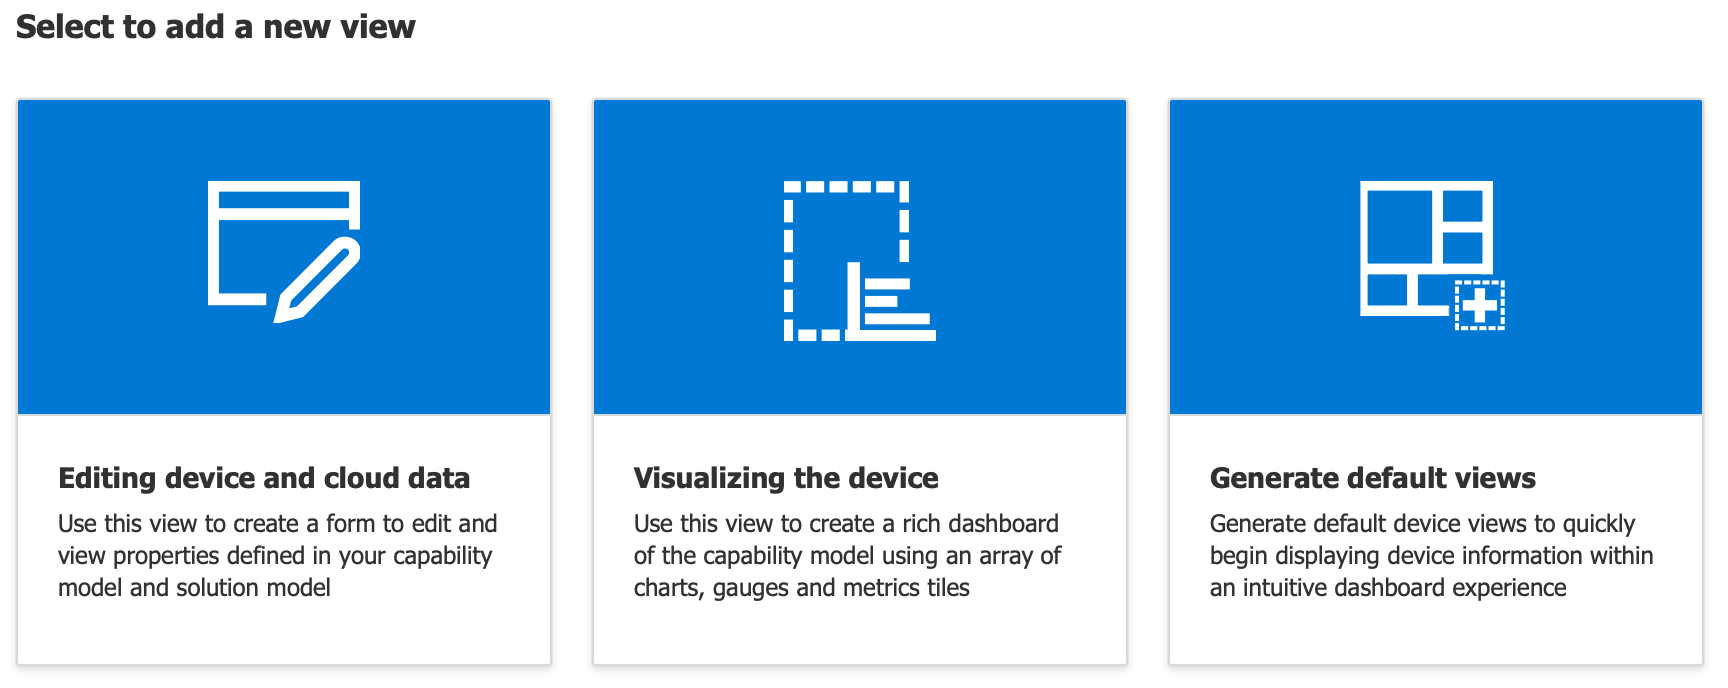 Select to add a new view
Editing device and cloud data
Use this view to create a form to edit and
view properties defined in your capability
model and solution model
Visualizing the device
Use this view to create a rich dashboard
of the capability model using an array of
charts, gauges and metrics tiles
Generate default views
Generate default device views to quickly
begin displaying device information within
an intuitive dashboard experience